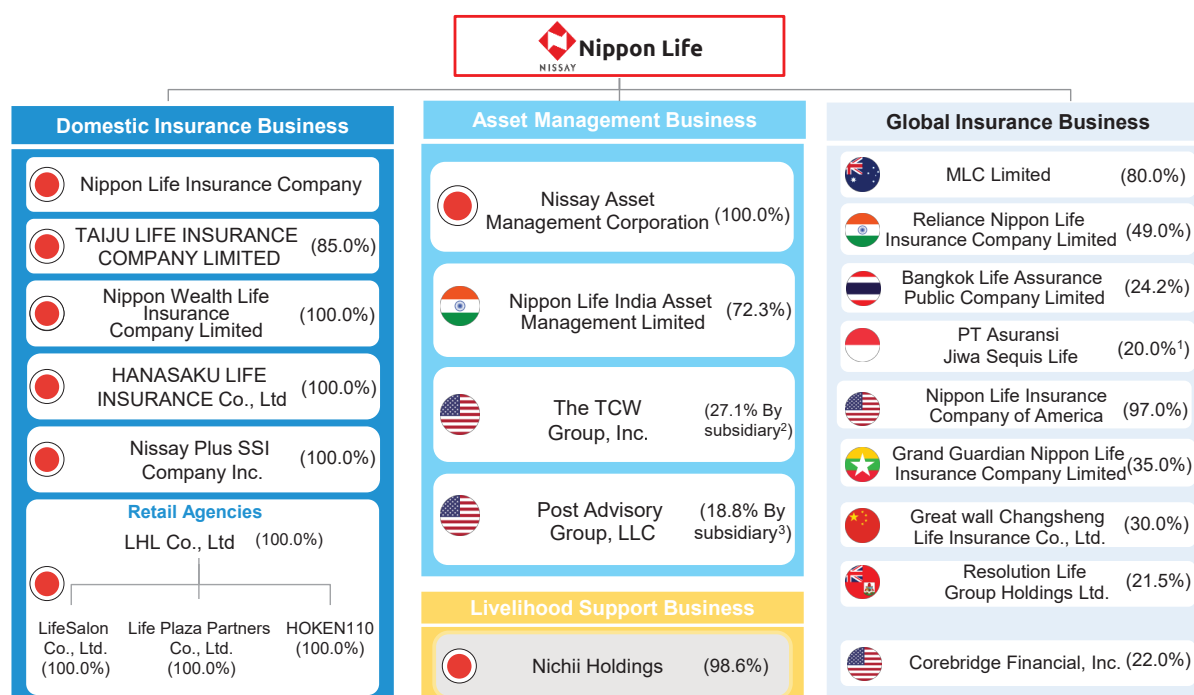 Nippon Life
NISSAY
Domestic Insurance Business
Nippon Life Insurance Company
TAIJU LIFE INSURANCE
COMPANY LIMITED
(85.0%)
Nippon Wealth Life
Insurance
Company Limited
(100.0%)
HANASAKU LIFE
INSURANCE Co., Ltd
(100.0%)
Nissay Plus SSI
Company Inc.
(100.0%)
Retail Agencies
LHL Co., Ltd (100.0%)
LifeSalon
Co., Ltd.
(100.0%)
Life Plaza Partners
Co., Ltd.
(100.0%)
HOKEN110
(100.0%)
Asset Management Business
Nissay Asset
Management Corporation
(100.0%)
Nippon Life India Asset
Management Limited
(72.3%)
The TCW
Group, Inc.
(27.1% By
subsidiary²)
Post Advisory
Group, LLC
(18.8% By
subsidiary³)
Livelihood Support Business
Nichii Holdings (98.6%)
Global Insurance Business
MLC Limited (80.0%)
Reliance Nippon Life
Insurance Company Limited
(49.0%)
Bangkok Life Assurance
Public Company Limited
(24.2%)
PT Asuransi
Jiwa Sequis Life
(20.0%¹)
Nippon Life Insurance
Company of America
(97.0%)
Grand Guardian Nippon Life
Insurance Company Limited
(35.0%)
Great wall Changsheng
Life Insurance Co., Ltd.
(30.0%)
Resolution Life
Group Holdings Ltd.
(21.5%)
Corebridge Financial, Inc. (22.0%)